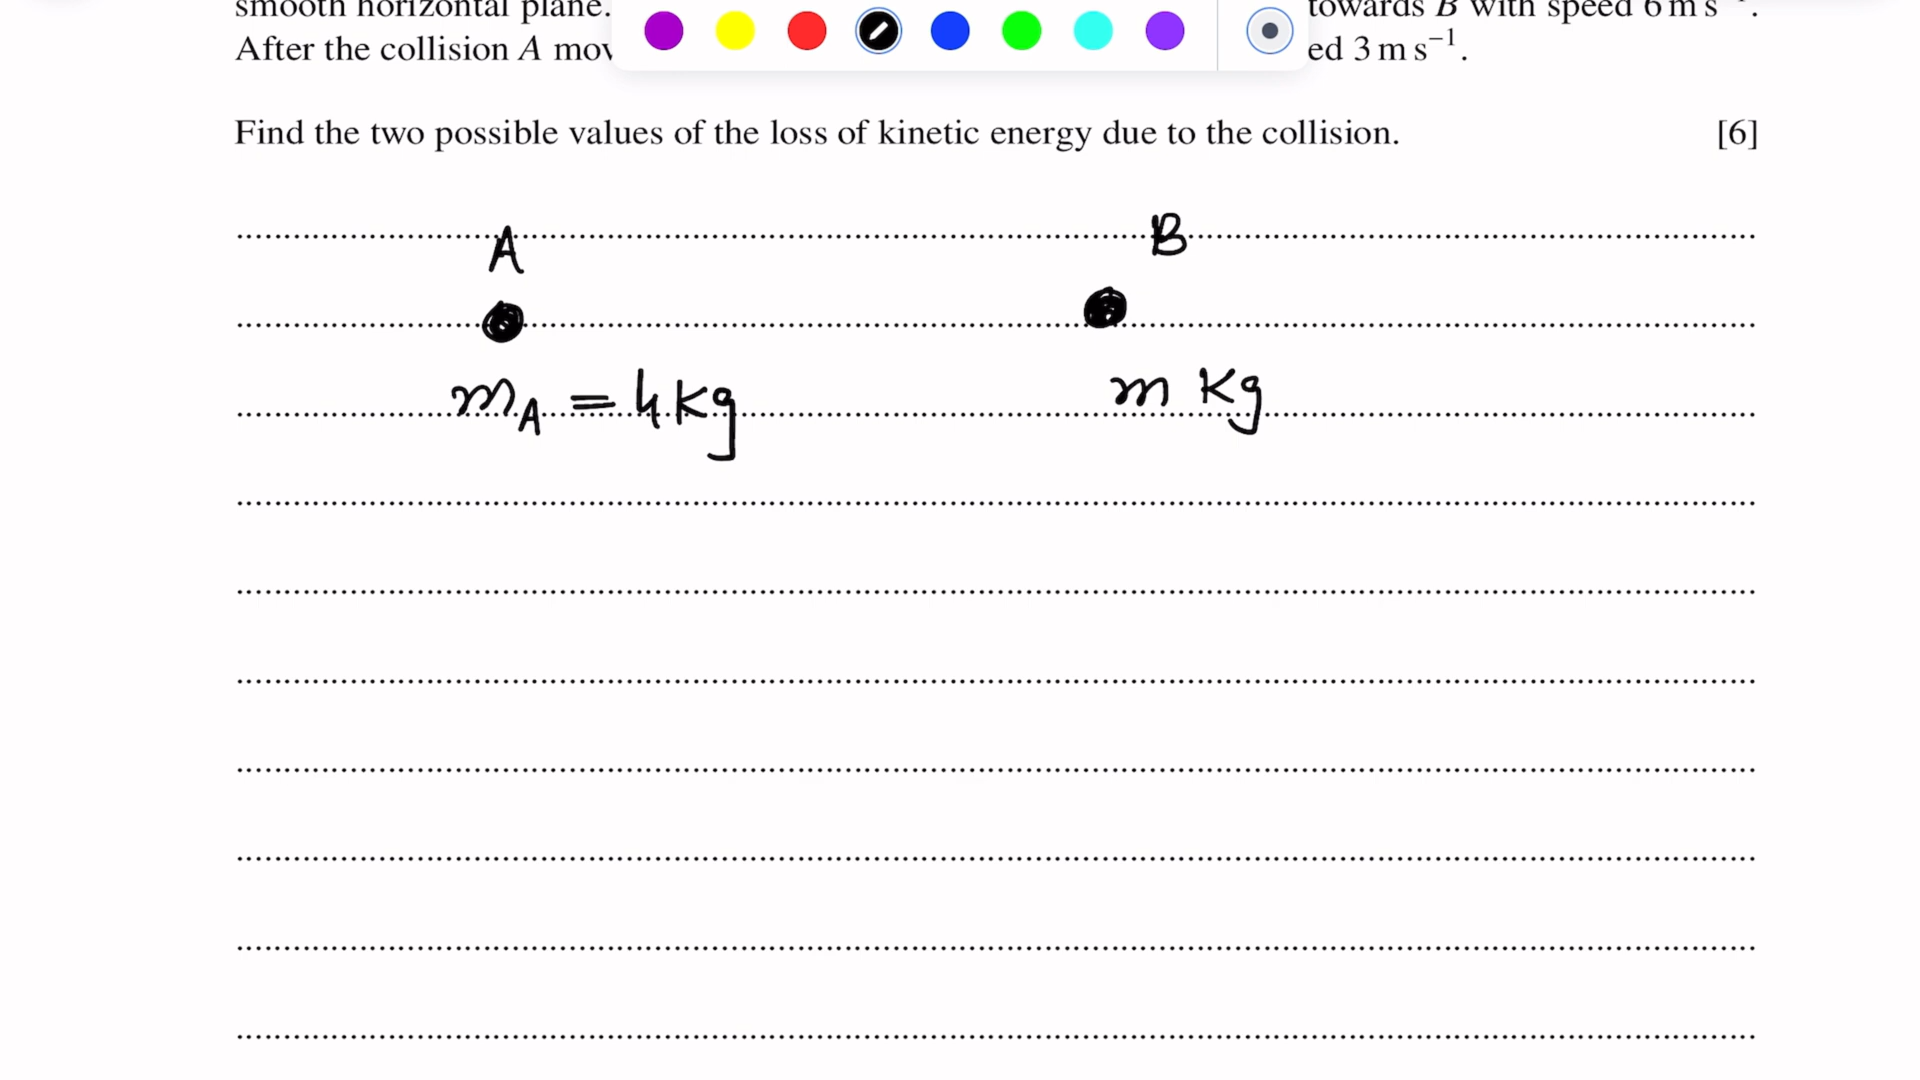 smooth horizontal plane. towards B with speed 6 m s
After the collision A mov ed 3 m s⁻¹.
Find the two possible values of the loss of kinetic energy due to the collision. [6]
A B
m_A = 4 kg m kg